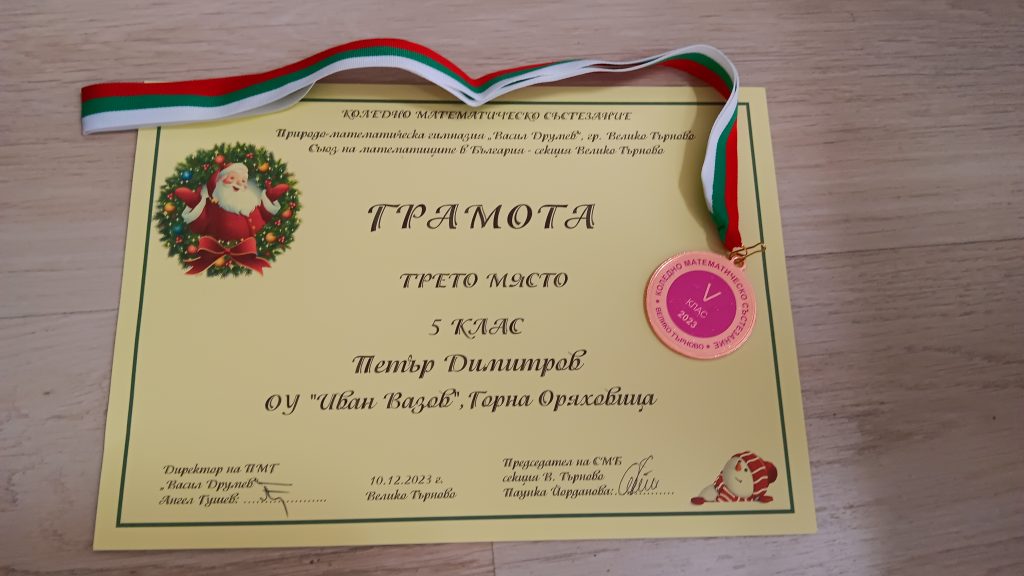 КОЛЕДНО МАТЕМАТИЧЕСКО СЪСТЕЗАНИЕ
Природо-математическа гимназия „Васил Друмев“, гр. Велико Търново
Съюз на математиците в България - секция Велико Търново
ГРАМОТА
ТРЕТО МЯСТО
5 КЛАС
Петър Димитров
ОУ "Иван Вазов", Горна Оряховица
КОЛЕДНО МАТЕМАТИЧЕСКО СЪСТЕЗАНИЕ
V
КЛАС
2023
ВЕЛИКО ТЪРНОВО
Директор на ПМГ
„Васил Друмев“
Ангел Гушев: ................
10.12.2023 г.
Велико Търново
Председател на СМБ
секция В. Търново
Паунка Йорданова:................